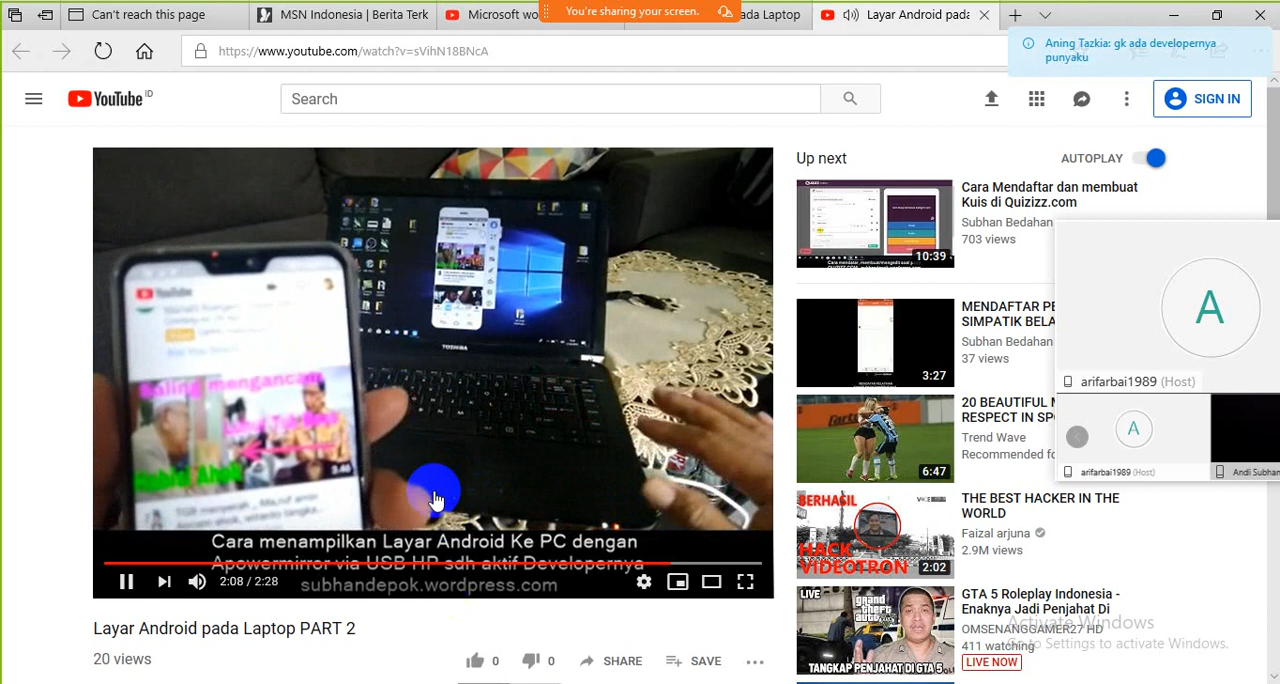 Can't reach this page
MSN Indonesia | Berita Terk
Microsoft wo
You're sharing your screen.
ada Laptop
Layar Android pada
https://www.youtube.com/watch?v=sVihN18BNcA
Aning Tazkia: gk ada developernya
punyaku
YouTube ID
Search
SIGN IN
Up next
AUTOPLAY
Cara Mendaftar dan membuat
Kuis di Quizizz.com
Subhan Bedahan
703 views
10:39
MENDAFTAR PE
SIMPATIK BELA
Subhan Bedahan
37 views
3:27
A
arifarbai1989 (Host)
20 BEAUTIFUL M
RESPECT IN SP
Trend Wave
Recommended fo
6:47
A
arifarbai1989 (Host)
Andi Subhan
BERHASIL
HACK
VIDEOTRON
2:02
THE BEST HACKER IN THE
WORLD
Faizal arjuna
2.9M views
LIVE
grand
theft
auto
TANGKAP PENJAHAT DI GTA 5
GTA 5 Roleplay Indonesia -
Enaknya Jadi Penjahat Di
OMSENANGGAMER27 HD
411 watching
LIVE NOW
Activate Windows
Go to Settings to activate Windows.
YouTube
TOSHIBA
mengancam
Cara menampilkan Layar Android Ke PC dengan
Apowermirror via USB HP sdh aktif Developernya
subhandepok.wordpress.com
2:08 / 2:28
Layar Android pada Laptop PART 2
20 views
0
0
SHARE
SAVE